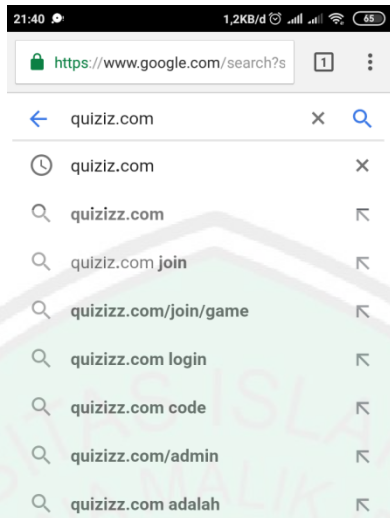 21:40 1,2KB/d 65
https://www.google.com/search?s 1
quiziz.com
quiziz.com
quizizz.com
quiziz.com join
quizizz.com/join/game
quizizz.com login
quizizz.com code
quizizz.com/admin
quizizz.com adalah